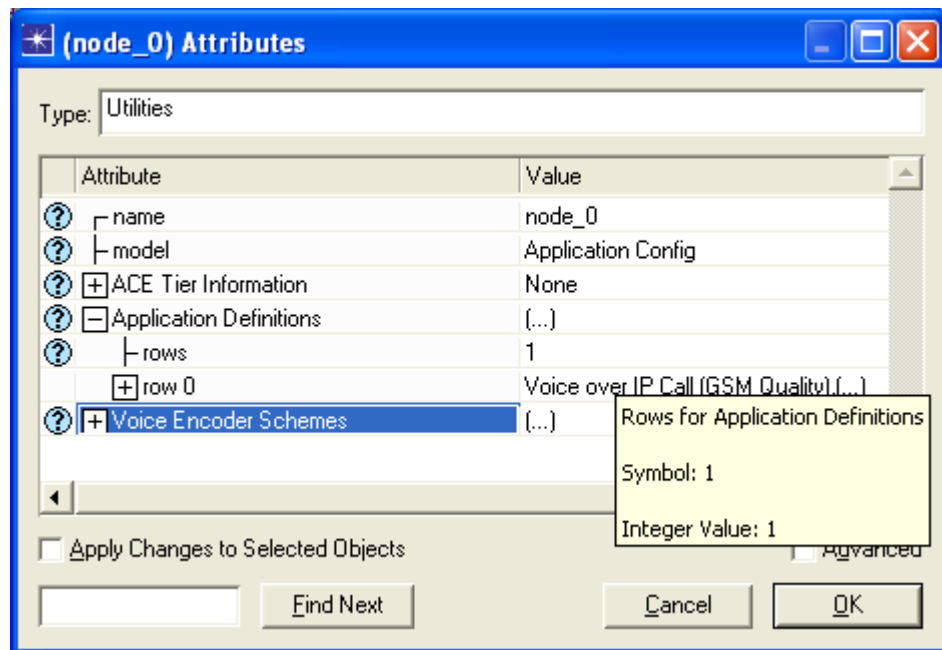 (node_0) Attributes
Type: Utilities
Attribute Value
? name node_0
? model Application Config
? ACE Tier Information None
? Application Definitions (...)
? rows 1
row 0 Voice over IP Call (GSM Quality),(...)
? Voice Encoder Schemes (...)
Rows for Application Definitions
Symbol: 1
Integer Value: 1
Apply Changes to Selected Objects
Advanced
Find Next Cancel OK